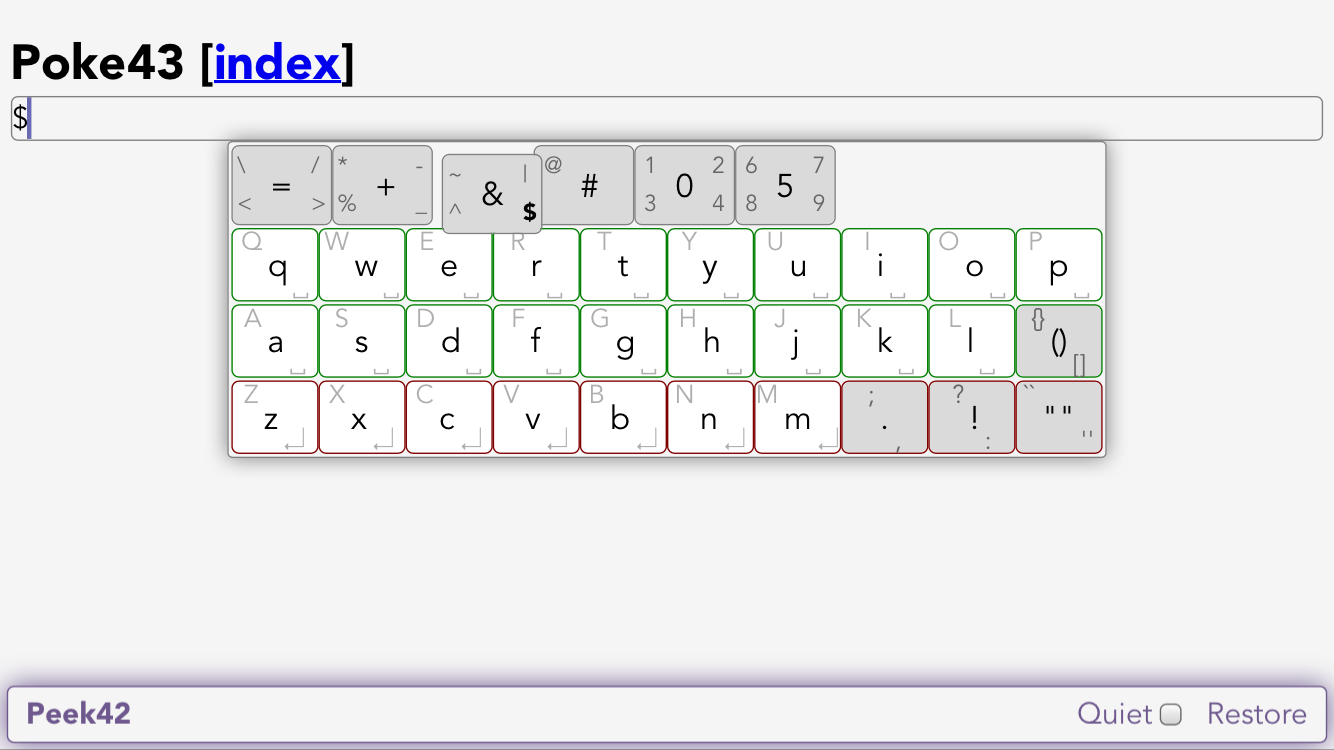 Poke43 [index]
$
\ / * - ~ | @ 1 2 6 7
= + & # 0 5
< > % _ ^ $ 3 4 8 9
Q W E R T Y U I O P
q w e r t y u i o p
A S D F G H J K L {}
a s d f g h j k l ()
[]
Z X C V B N M ; ? ``
z x c v b n m . ! ""
, : ''
Peek42 Quiet Restore